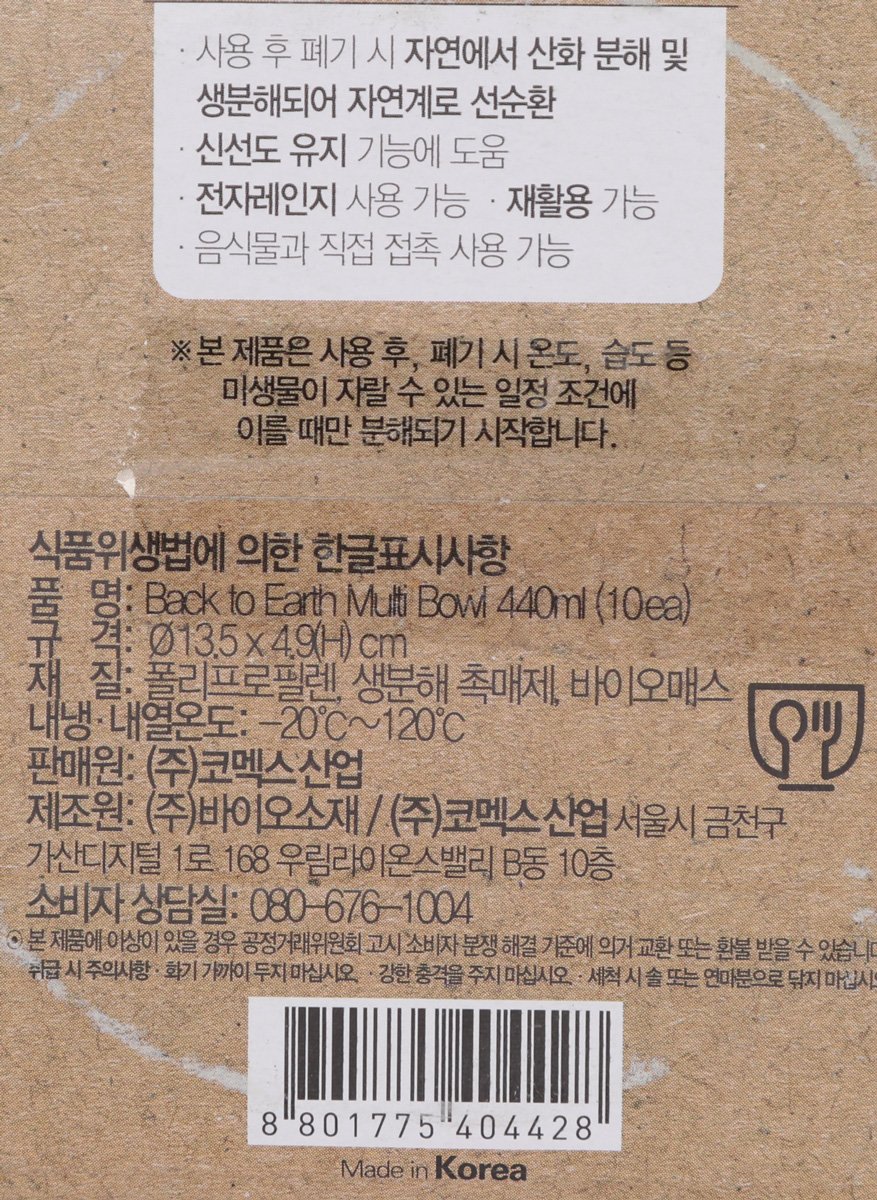 · 사용 후 폐기 시 자연에서 산화 분해 및
생분해되어 자연계로 선순환
· 신선도 유지 기능에 도움
· 전자레인지 사용 가능 · 재활용 가능
· 음식물과 직접 접촉 사용 가능
※본 제품은 사용 후, 폐기 시 온도, 습도 등
미생물이 자랄 수 있는 일정 조건에
이를 때만 분해되기 시작합니다.
식품위생법에 의한 한글표시사항
품 명: Back to Earth Multi Bowl 440ml (10ea)
규 격: Ø13.5 x 4.9(H) cm
재 질: 폴리프로필렌, 생분해 촉매제, 바이오매스
내냉·내열온도: -20℃~120℃
판매원: (주)코멕스산업
제조원: (주)바이오소재 / (주)코멕스산업 서울시 금천구
가산디지털 1로 168 우림라이온스밸리 B동 10층
소비자 상담실: 080-676-1004
⊙ 본 제품에 이상이 있을 경우 공정거래위원회 고시 소비자 분쟁 해결 기준에 의거 교환 또는 환불 받을 수 있습니다
취급 시 주의사항 · 화기 가까이 두지 마십시오. · 강한 충격을 주지 마십시오. · 세척 시 솔 또는 연마분으로 닦지 마십시오
8 801775 404428
Made in Korea